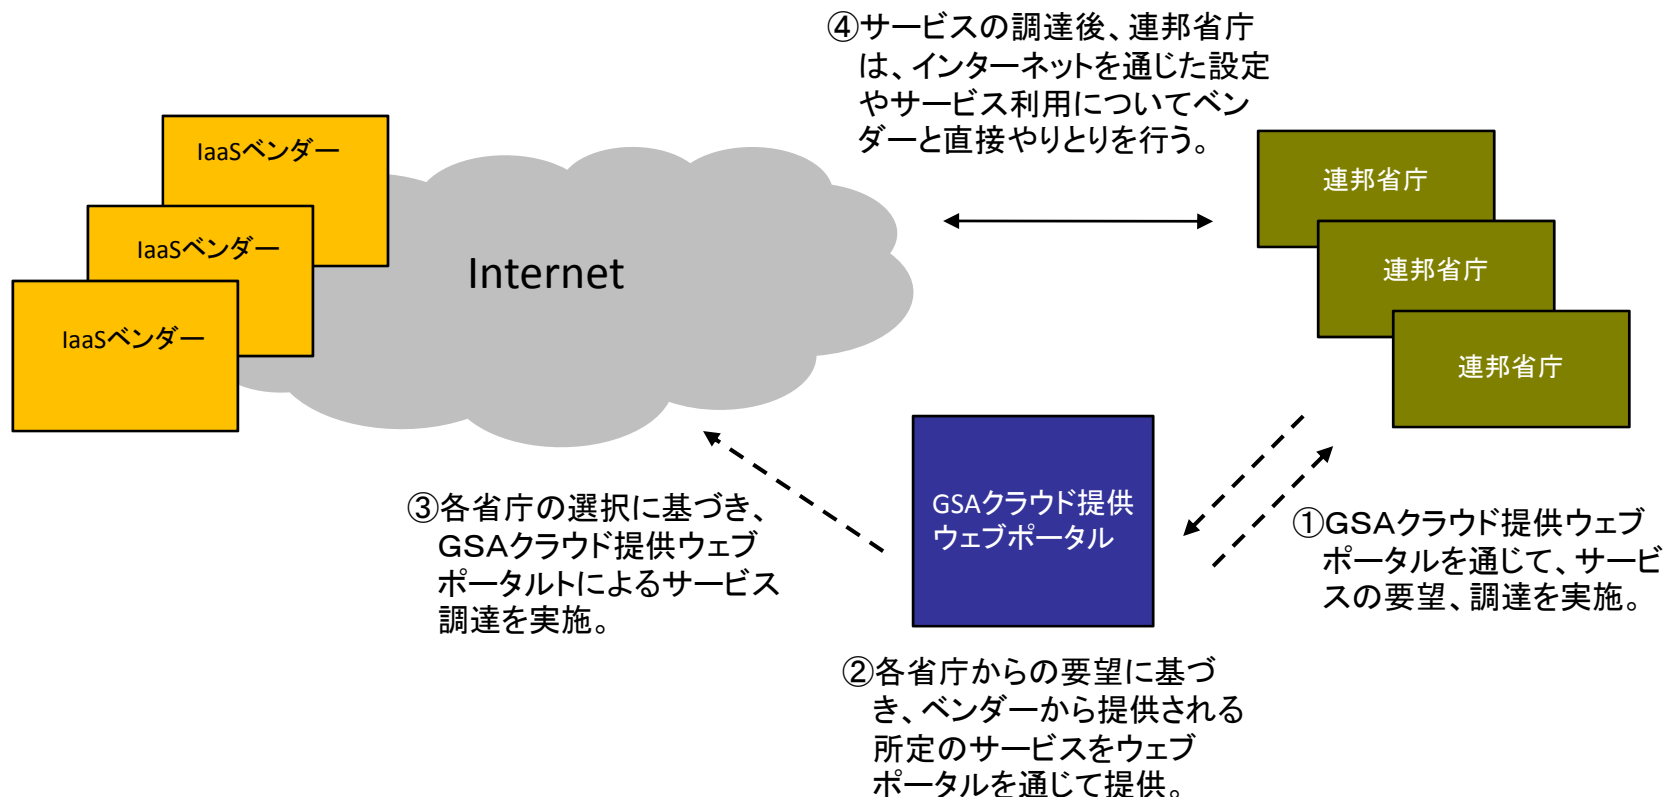 ④サービスの調達後、連邦省庁
は、インターネットを通じた設定
やサービス利用についてベン
ダーと直接やりとりを行う。
IaaSベンダー
IaaSベンダー
IaaSベンダー
Internet
連邦省庁
連邦省庁
連邦省庁
GSAクラウド提供
ウェブポータル
③各省庁の選択に基づき、
GSAクラウド提供ウェブ
ポータルトによるサービス
調達を実施。
①GSAクラウド提供ウェブ
ポータルを通じて、サービ
スの要望、調達を実施。
②各省庁からの要望に基づ
き、ベンダーから提供される
所定のサービスをウェブ
ポータルを通じて提供。